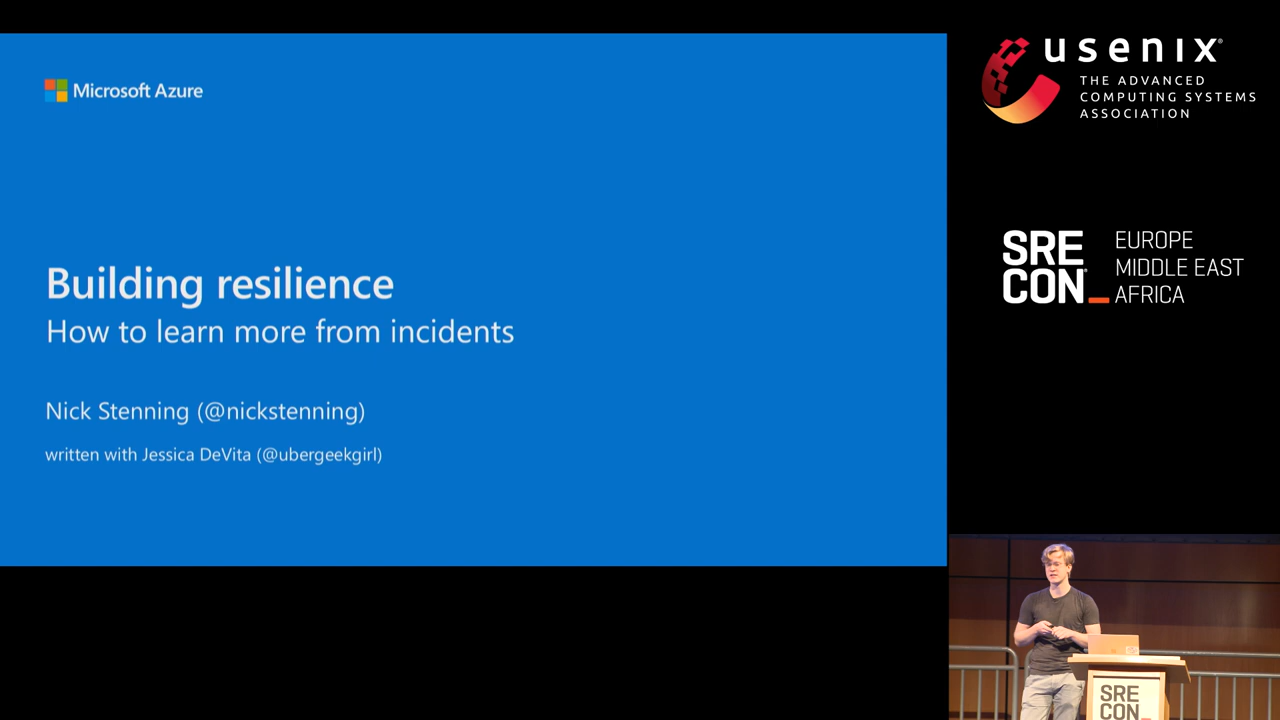 Microsoft Azure
Building resilience
How to learn more from incidents
Nick Stenning (@nickstenning)
written with Jessica DeVita (@ubergeekgirl)
usenix®
THE ADVANCED
COMPUTING SYSTEMS
ASSOCIATION
SRE
CON®_
EUROPE
MIDDLE EAST
AFRICA
SRE
CON_